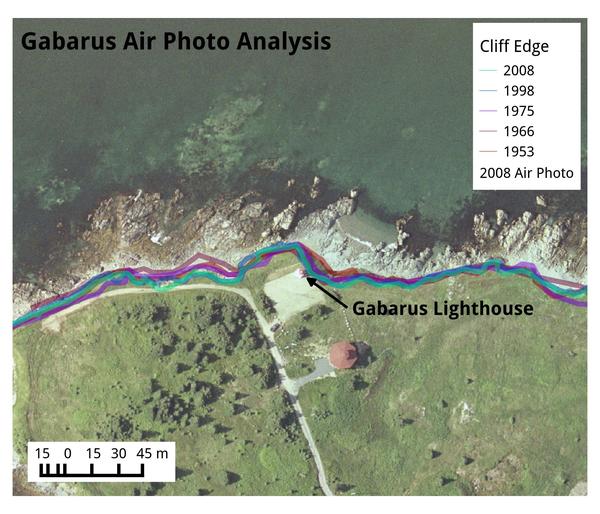 Gabarus Air Photo Analysis
Cliff Edge
2008
1998
1975
1966
1953
2008 Air Photo
Gabarus Lighthouse
15 0 15 30 45 m